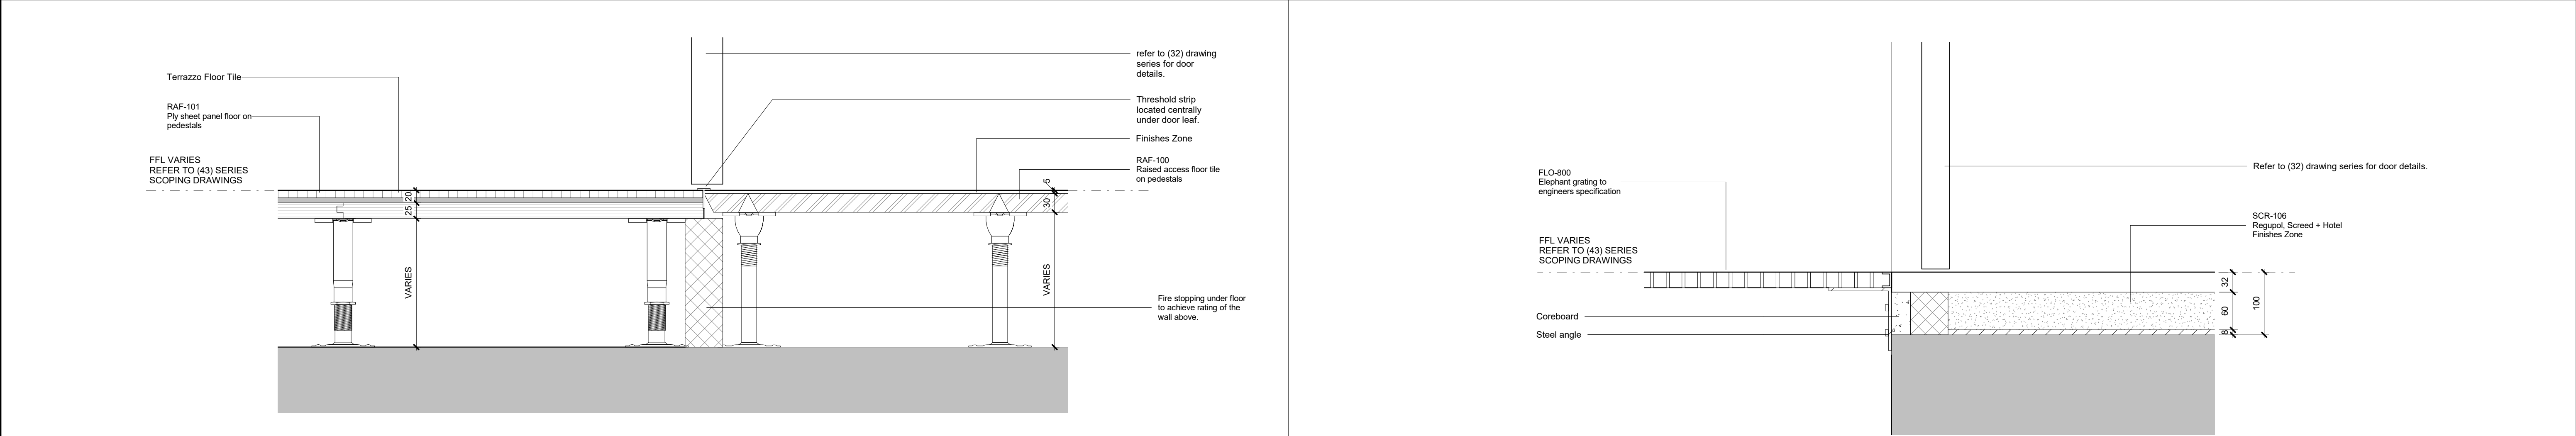 Terrazzo Floor Tile
RAF-101
Ply sheet panel floor on
pedestals
FFL VARIES
REFER TO (43) SERIES
SCOPING DRAWINGS
20
25
VARIES
refer to (32) drawing
series for door
details.
Threshold strip
located centrally
under door leaf.
Finishes Zone
RAF-100
Raised access floor tile
on pedestals
5
30
VARIES
Fire stopping under floor
to achieve rating of the
wall above.
FLO-800
Elephant grating to
engineers specification
FFL VARIES
REFER TO (43) SERIES
SCOPING DRAWINGS
Coreboard
Steel angle
Refer to (32) drawing series for door details.
SCR-106
Regupol, Screed + Hotel
Finishes Zone
32
60
8
100